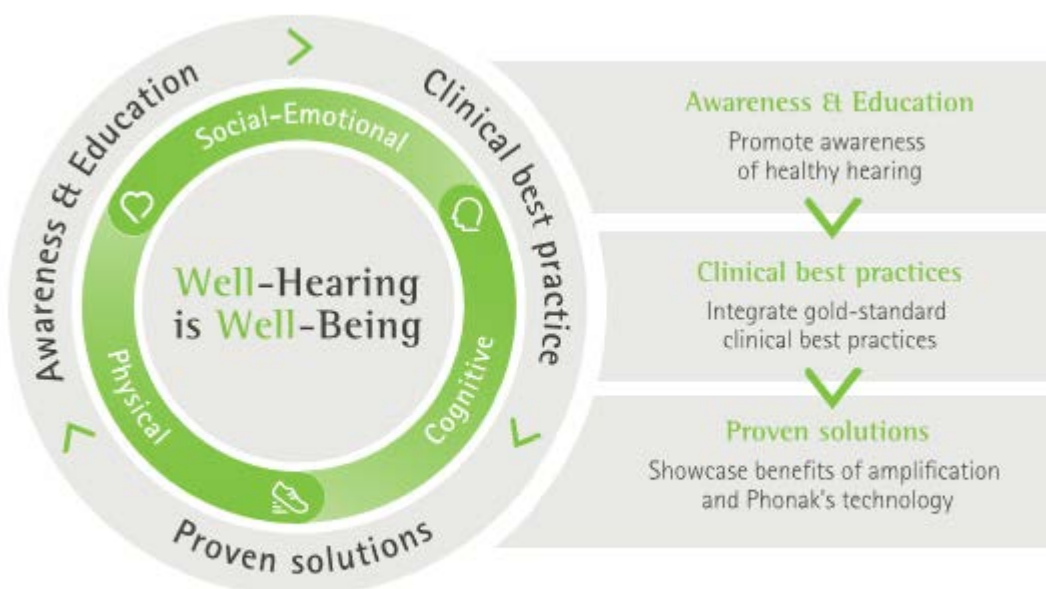 Awareness & Education
Clinical best practice
Proven solutions
Social-Emotional
Cognitive
Physical
Well-Hearing
is Well-Being
Awareness & Education
Promote awareness
of healthy hearing
Clinical best practices
Integrate gold-standard
clinical best practices
Proven solutions
Showcase benefits of amplification
and Phonak's technology